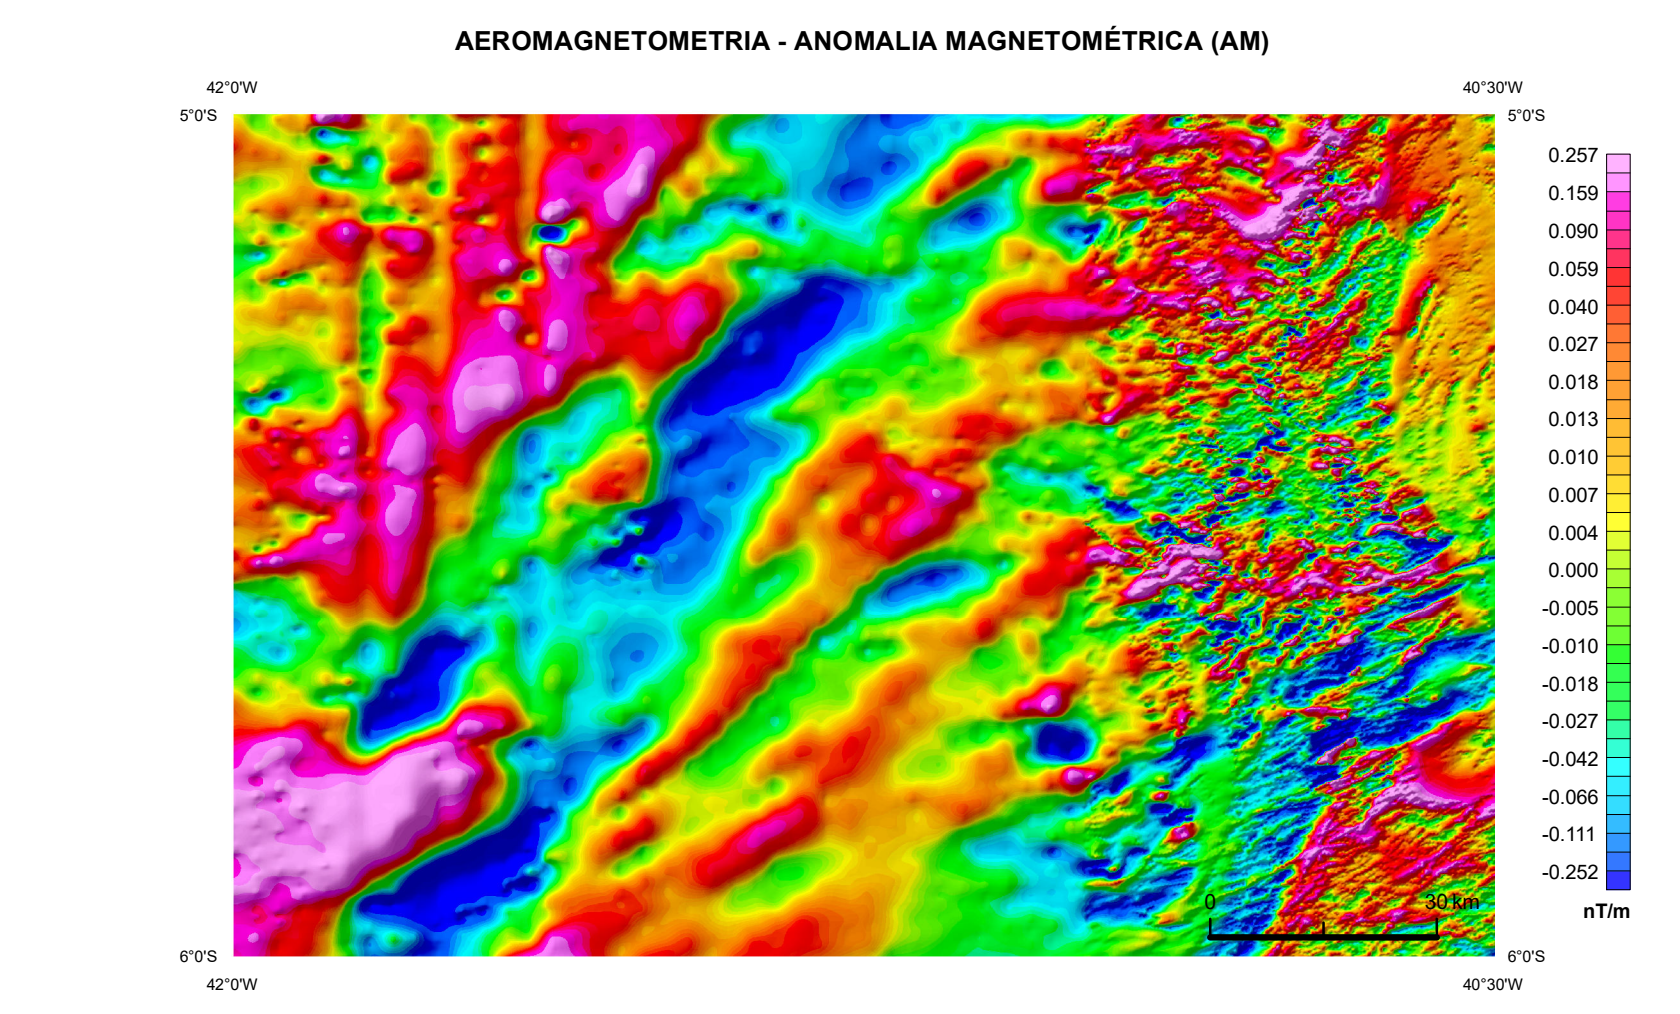 AEROMAGNETOMETRIA - ANOMALIA MAGNETOMÉTRICA (AM)
42°0'W 40°30'W
5°0'S 5°0'S
0.257
0.159
0.090
0.059
0.040
0.027
0.018
0.013
0.010
0.007
0.004
0.000
-0.005
-0.010
-0.018
-0.027
-0.042
-0.066
-0.111
-0.252
nT/m
0 30 km
6°0'S 6°0'S
42°0'W 40°30'W